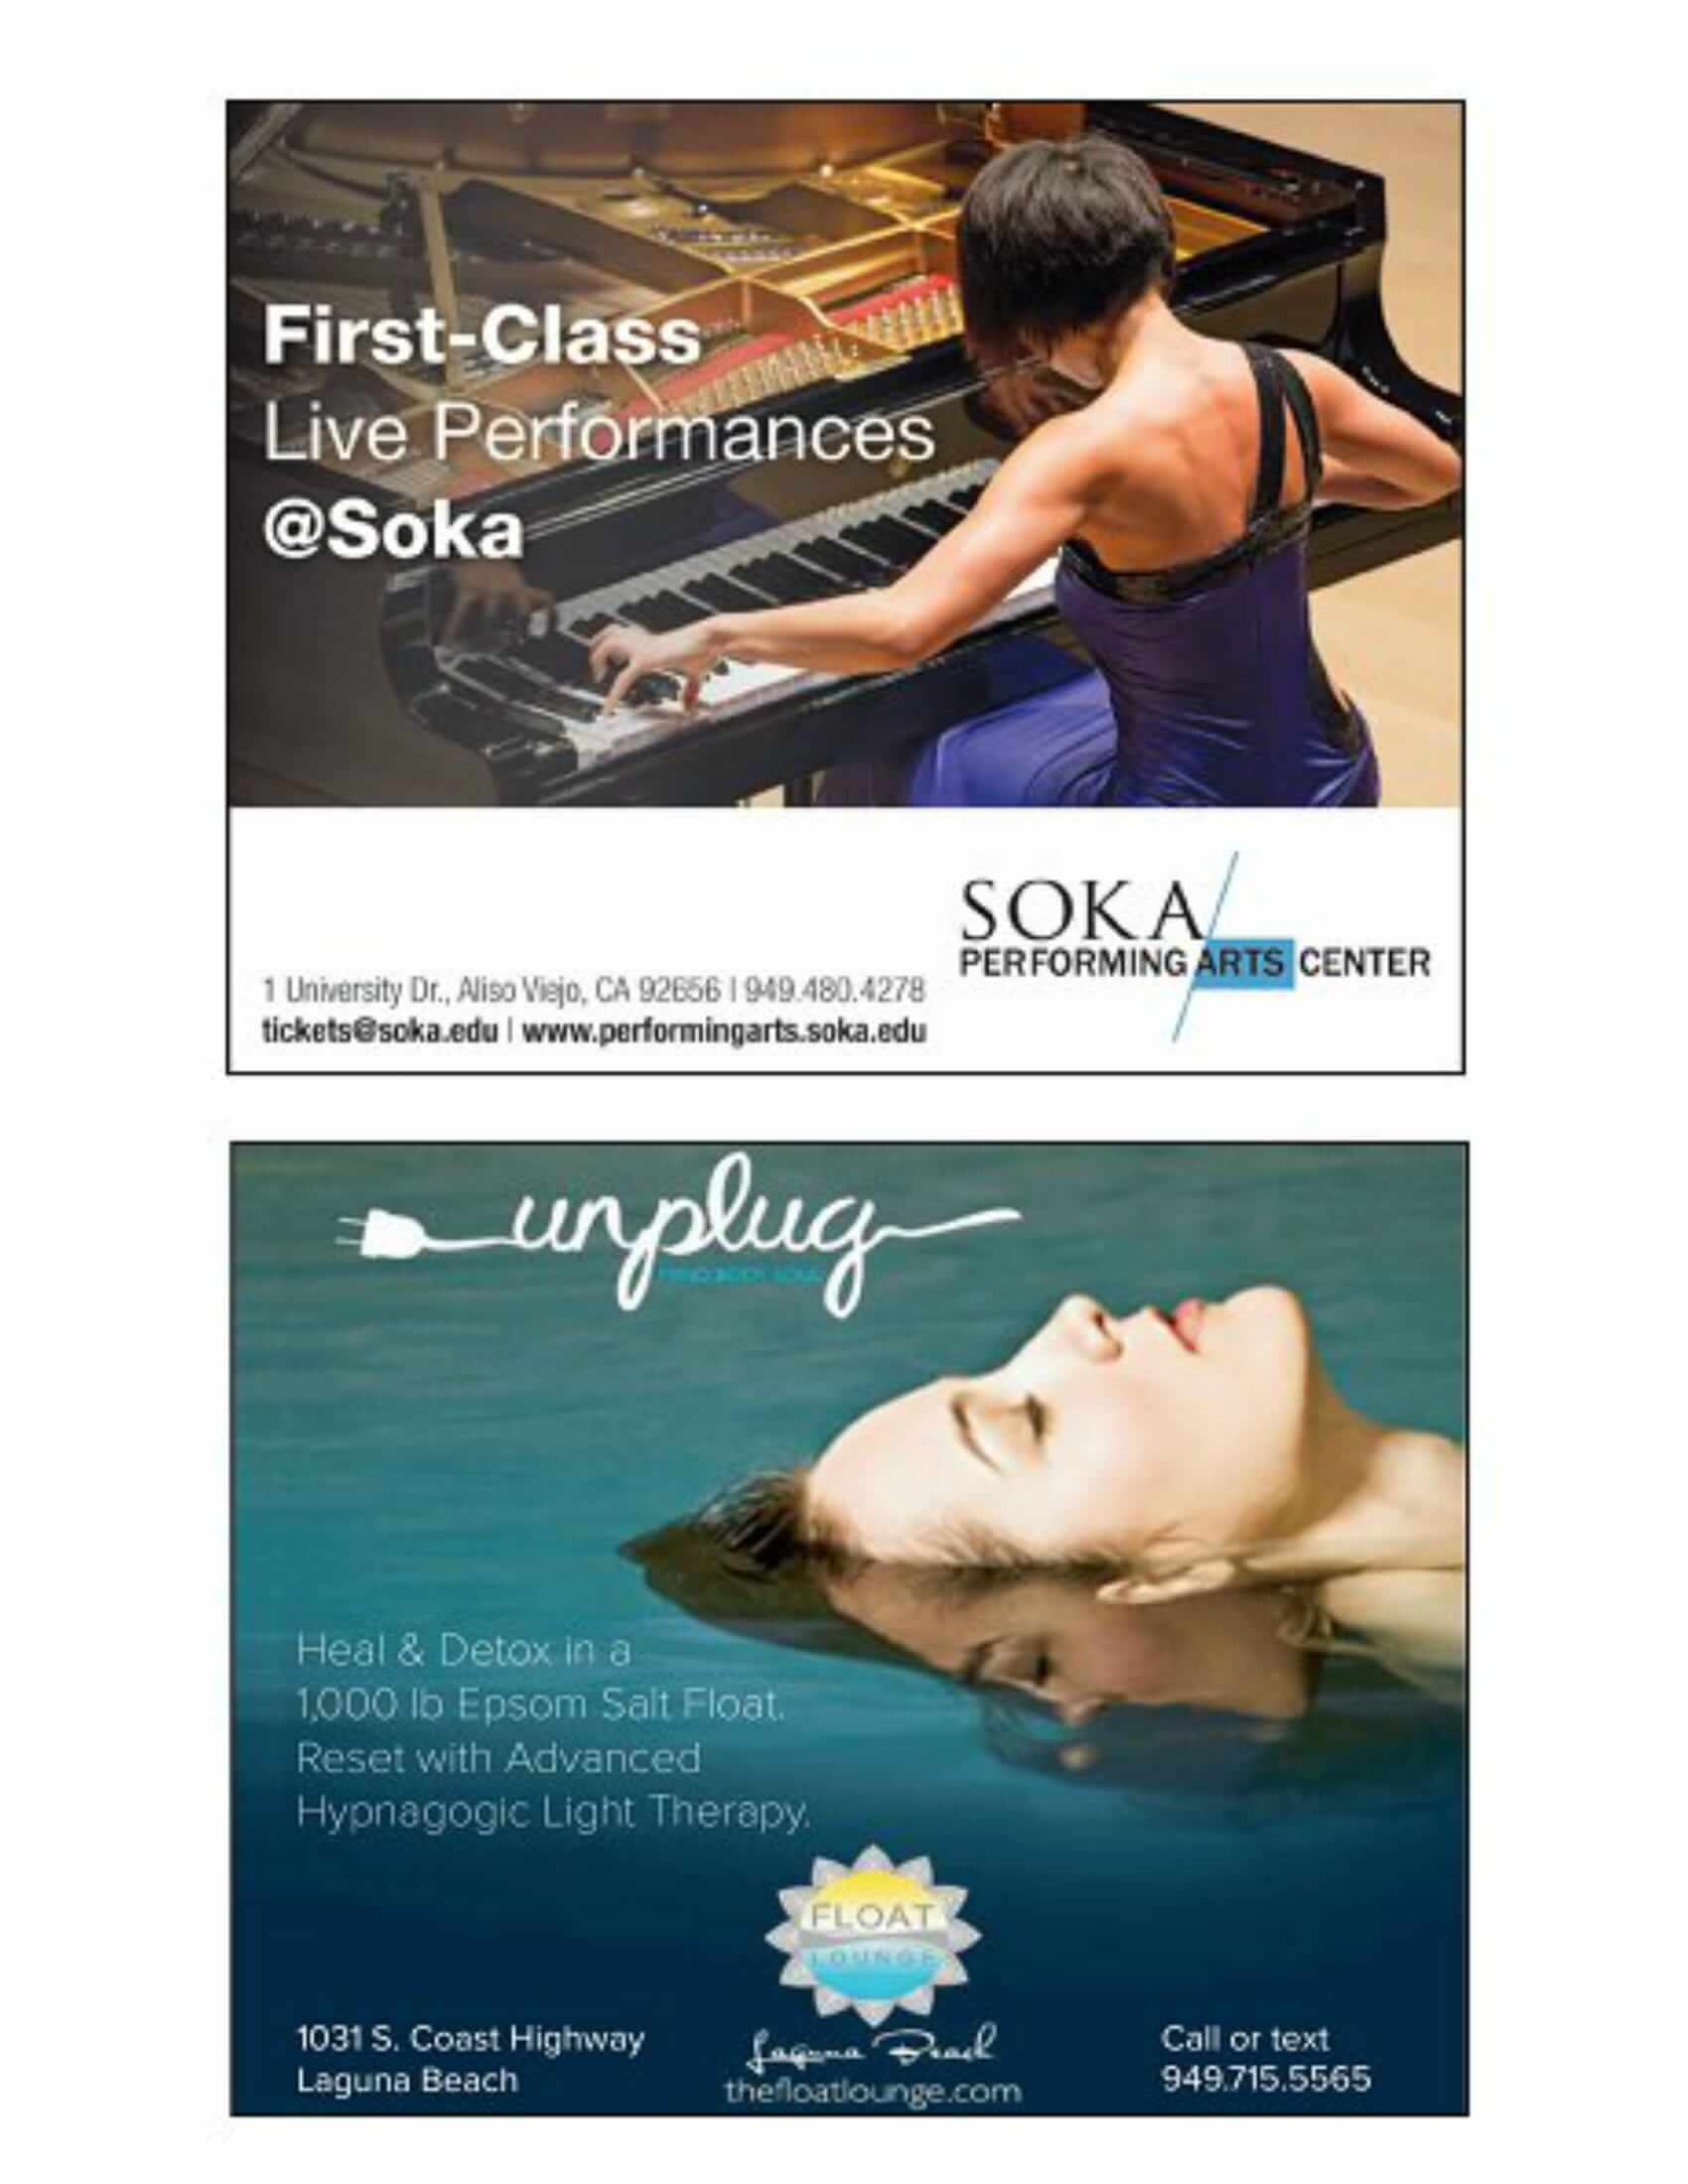 First-Class
Live Performances
@Soka
SOKA
PERFORMING ARTS CENTER
1 University Dr., Aliso Viejo, CA 92656 | 949.480.4278
tickets@soka.edu | www.performingarts.soka.edu
unplug
MIND BODY SOUL
Heal & Detox in a
1,000 lb Epsom Salt Float.
Reset with Advanced
Hypnagogic Light Therapy.
FLOAT
LOUNGE
Laguna Beach
thefloatlounge.com
1031 S. Coast Highway
Laguna Beach
Call or text
949.715.5565